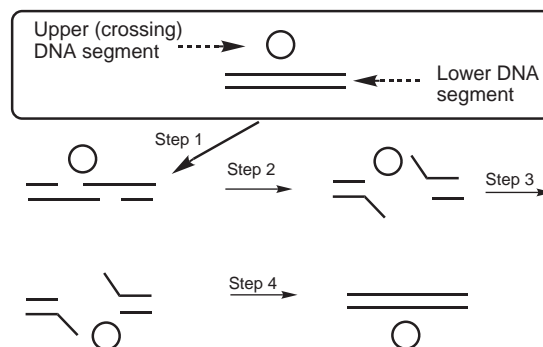 Upper (crossing)
DNA segment
Lower DNA
segment
Step 1
Step 2
Step 3
Step 4